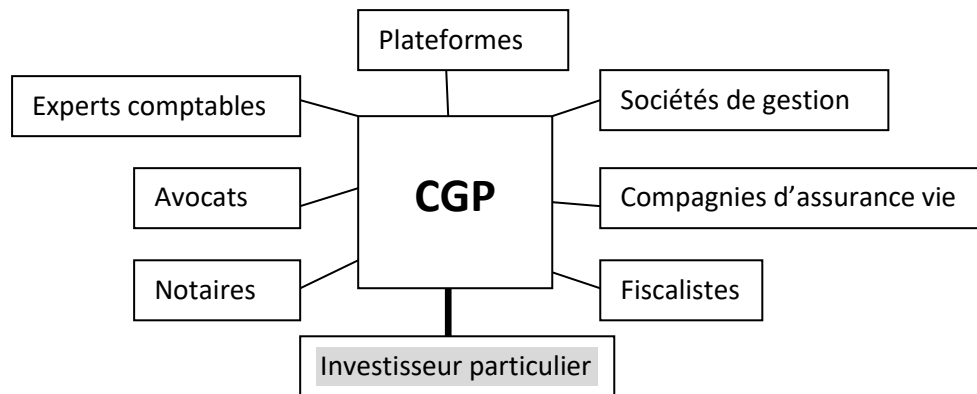 Plateformes
Experts comptables
Sociétés de gestion
Avocats
CGP
Compagnies d’assurance vie
Notaires
Fiscalistes
Investisseur particulier